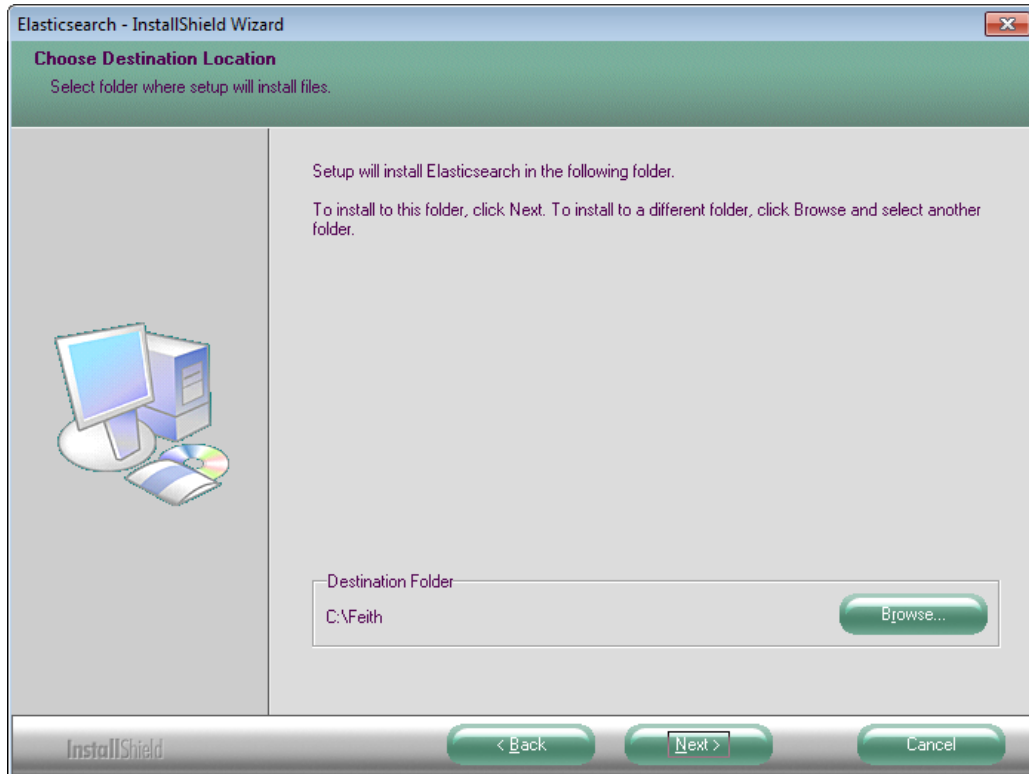 Elasticsearch - InstallShield Wizard
Choose Destination Location
Select folder where setup will install files.
Setup will install Elasticsearch in the following folder.
To install to this folder, click Next. To install to a different folder, click Browse and select another
folder.
Destination Folder
C:\Feith
Browse...
InstallShield
< Back
Next >
Cancel